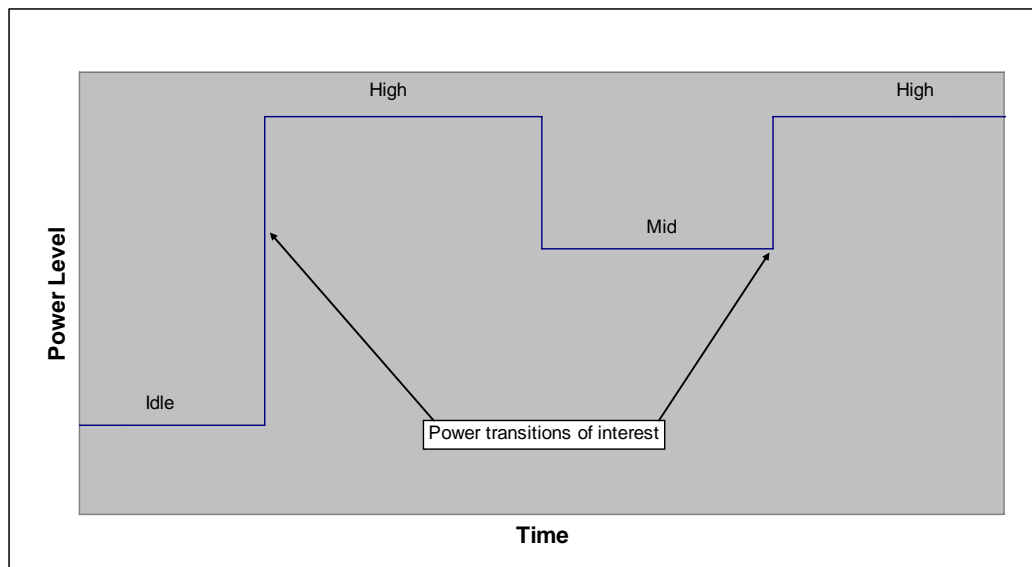 High
High
Mid
Power Level
Idle
Power transitions of interest
Time